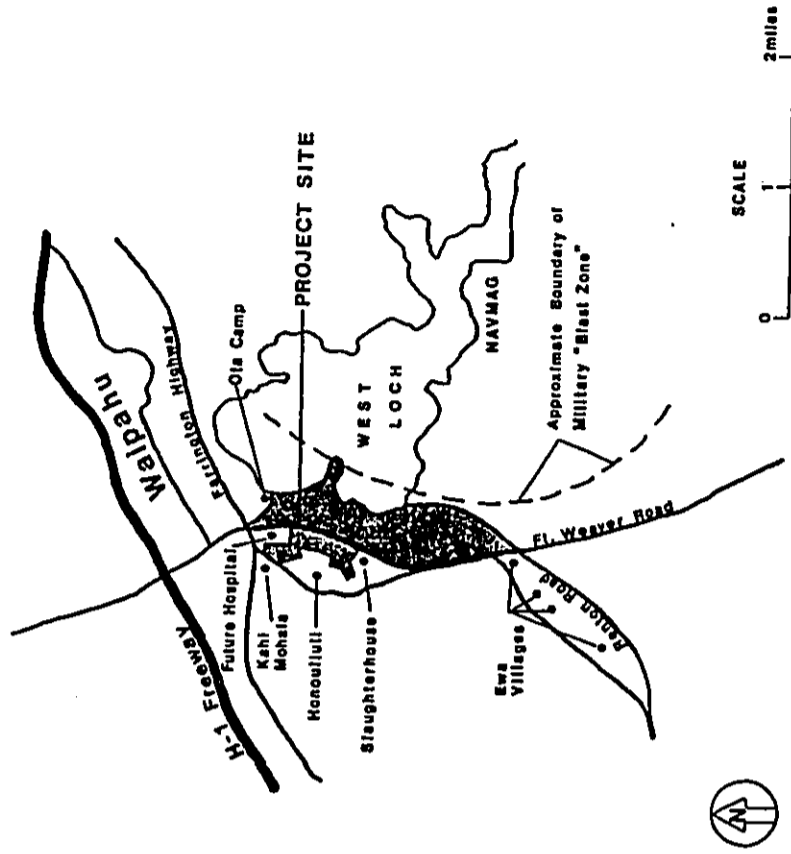 H-1 Freeway
Waipahu
Farrington Highway
Future Hospital
Kahi
Mohala
Honouliuli
Slaughterhouse
Ota Camp
PROJECT SITE
WEST
LOCH
NAVMAG
Approximate Boundary of
Military "Blast Zone"
Ft. Weaver Road
Ewa
Villages
Renton Road
N
SCALE
0
1
2miles